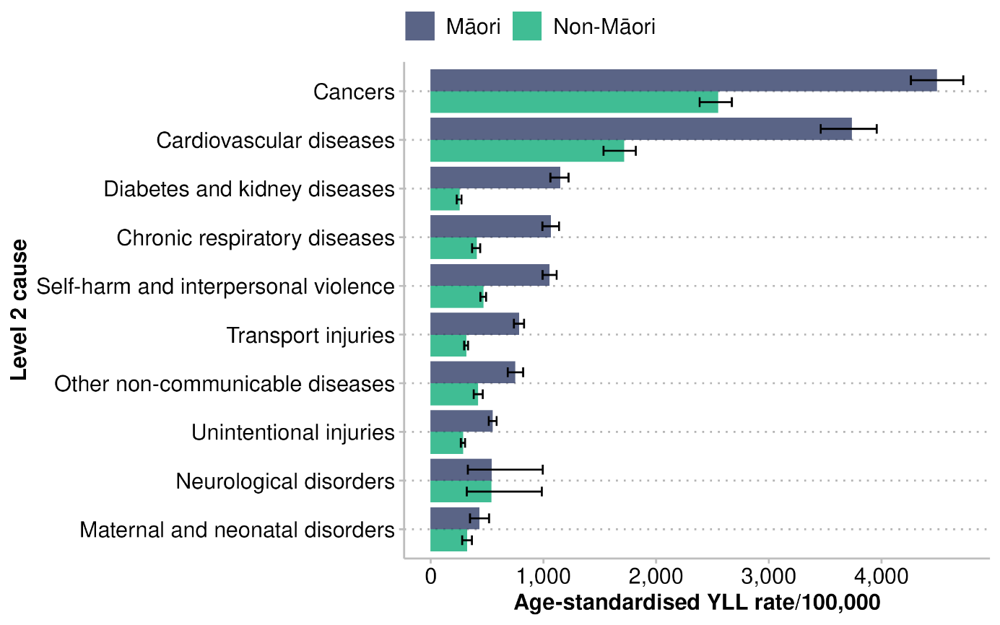 Māori Non-Māori
Cancers
Cardiovascular diseases
Diabetes and kidney diseases
Chronic respiratory diseases
Self-harm and interpersonal violence
Transport injuries
Other non-communicable diseases
Unintentional injuries
Neurological disorders
Maternal and neonatal disorders
Level 2 cause
0 1,000 2,000 3,000 4,000
Age-standardised YLL rate/100,000